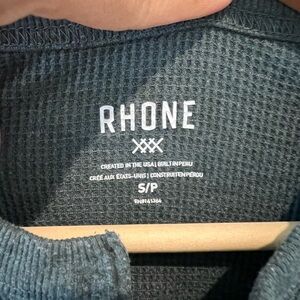 RHONE
CREATED IN THE USA | BUILT IN PERU
CRÉÉ AUX ÉTATS-UNIS | CONSTRUIT EN PÉROU
S/P